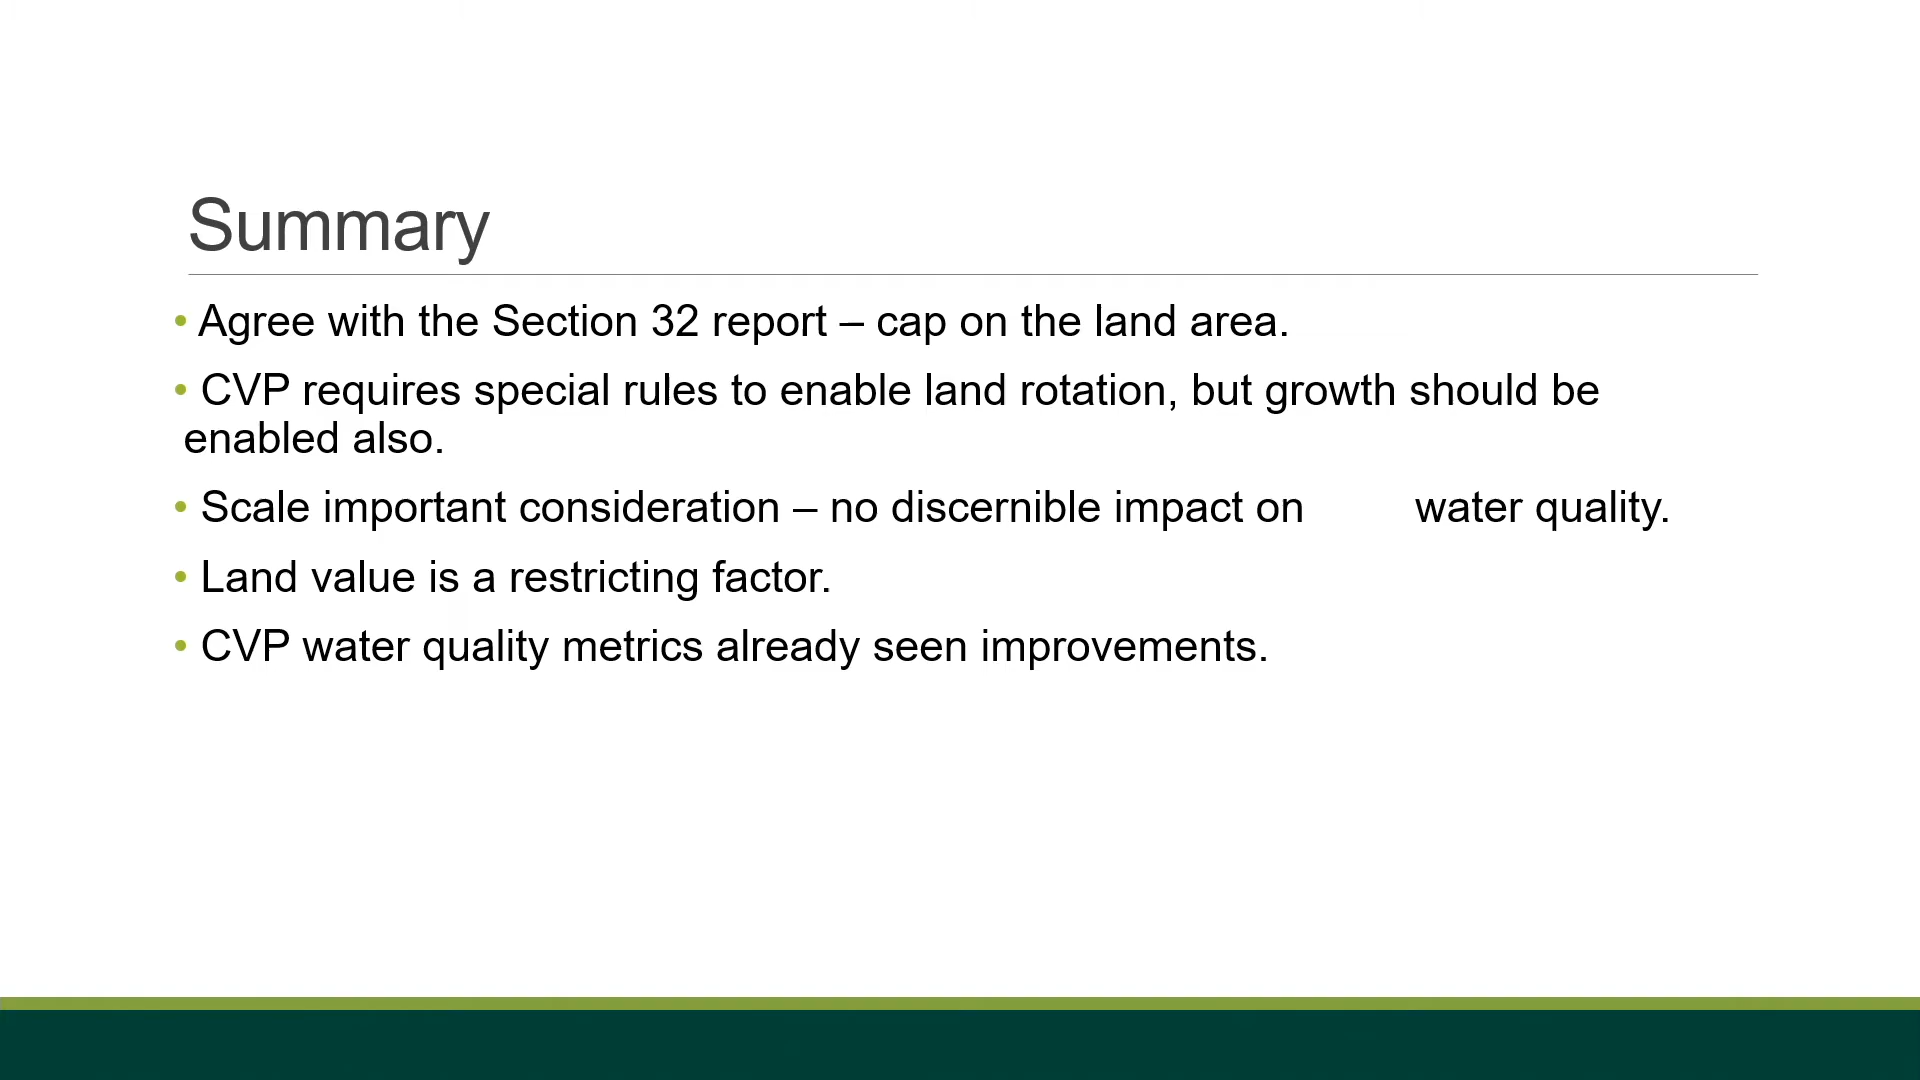 Summary
• Agree with the Section 32 report – cap on the land area.
• CVP requires special rules to enable land rotation, but growth should be
enabled also.
• Scale important consideration – no discernible impact on water quality.
• Land value is a restricting factor.
• CVP water quality metrics already seen improvements.